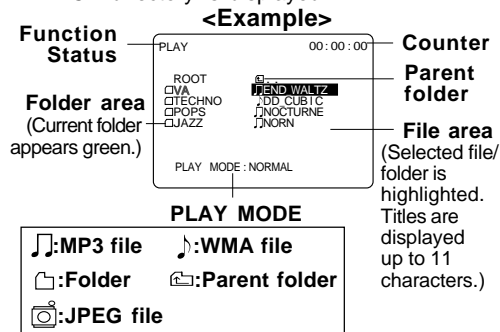 <Example>
Function Status
PLAY 00:00:00
Counter
Parent folder
ROOT ..
VA END WALTZ
TECHNO DD CUBIC
POPS NOCTURNE
JAZZ NORN
Folder area
(Current folder appears green.)
File area
(Selected file/
folder is
highlighted.
Titles are
displayed
up to 11
characters.)
PLAY MODE:NORMAL
PLAY MODE
:MP3 file :WMA file
:Folder :Parent folder
:JPEG file